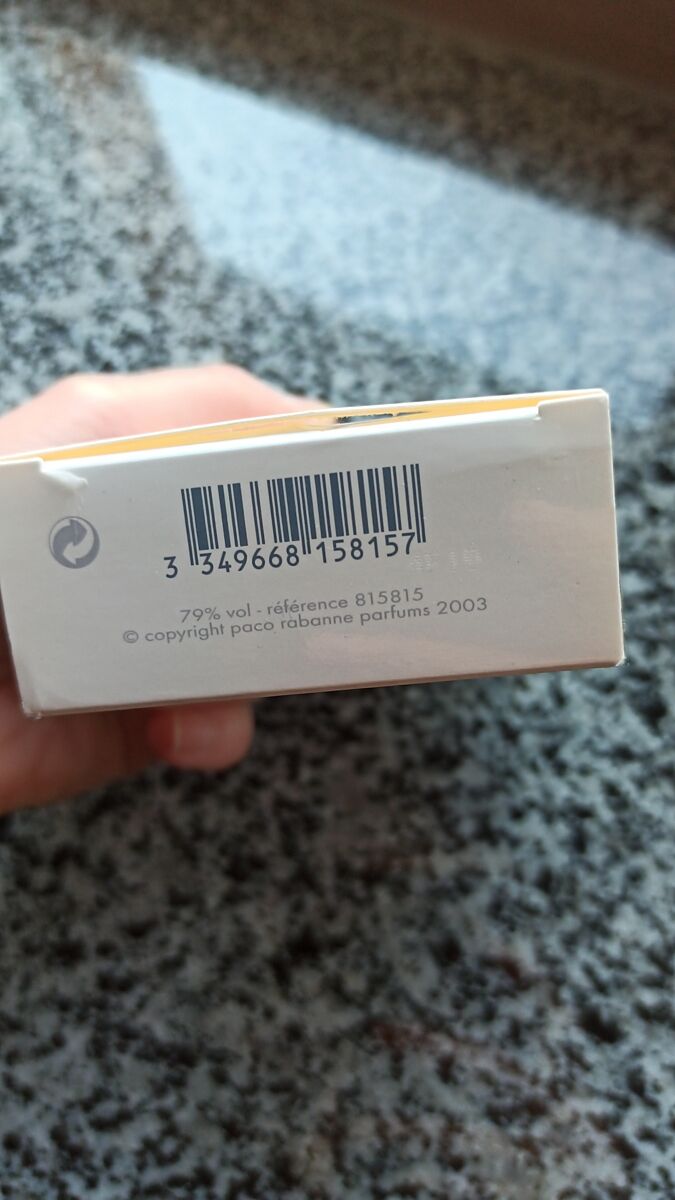 3 349668 158157
79% vol - référence 815815
© copyright paco rabanne parfums 2003